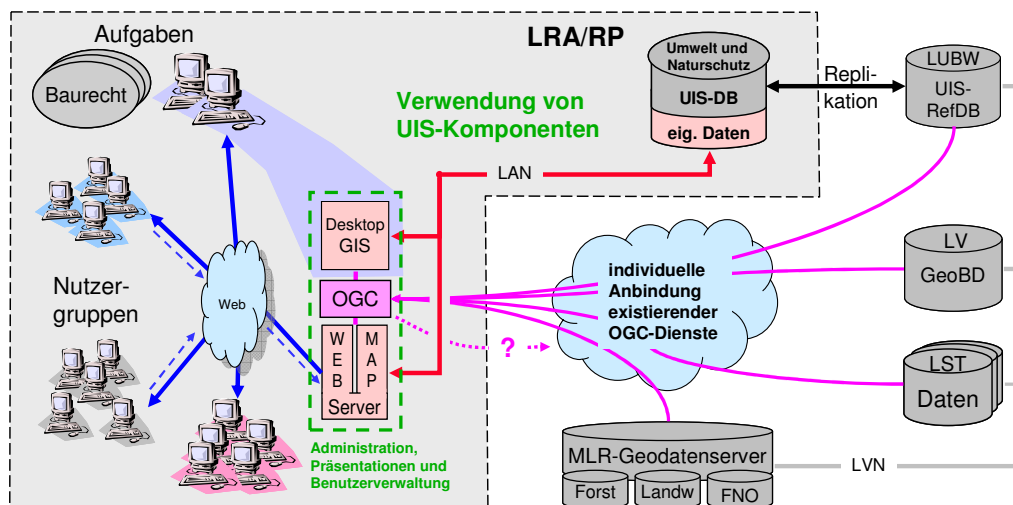 Aufgaben
Baurecht
LRA/RP
Verwendung von
UIS-Komponenten
Umwelt und
Naturschutz
UIS-DB
eig. Daten
Repli-
kation
LUBW
UIS-
RefDB
LAN
Desktop
GIS
OGC
WEB
MAP
Server
Web
Nutzer-
gruppen
Administration,
Präsentationen und
Benutzerverwaltung
?
individuelle
Anbindung
existierender
OGC-Dienste
LV
GeoBD
LST
Daten
MLR-Geodatenserver
Forst
Landw
FNO
LVN